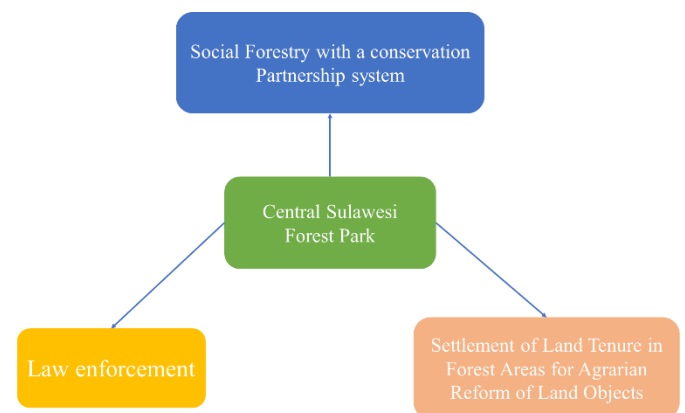 Social Forestry with a conservation
Partnership system
Central Sulawesi
Forest Park
Law enforcement
Settlement of Land Tenure in
Forest Areas for Agrarian
Reform of Land Objects